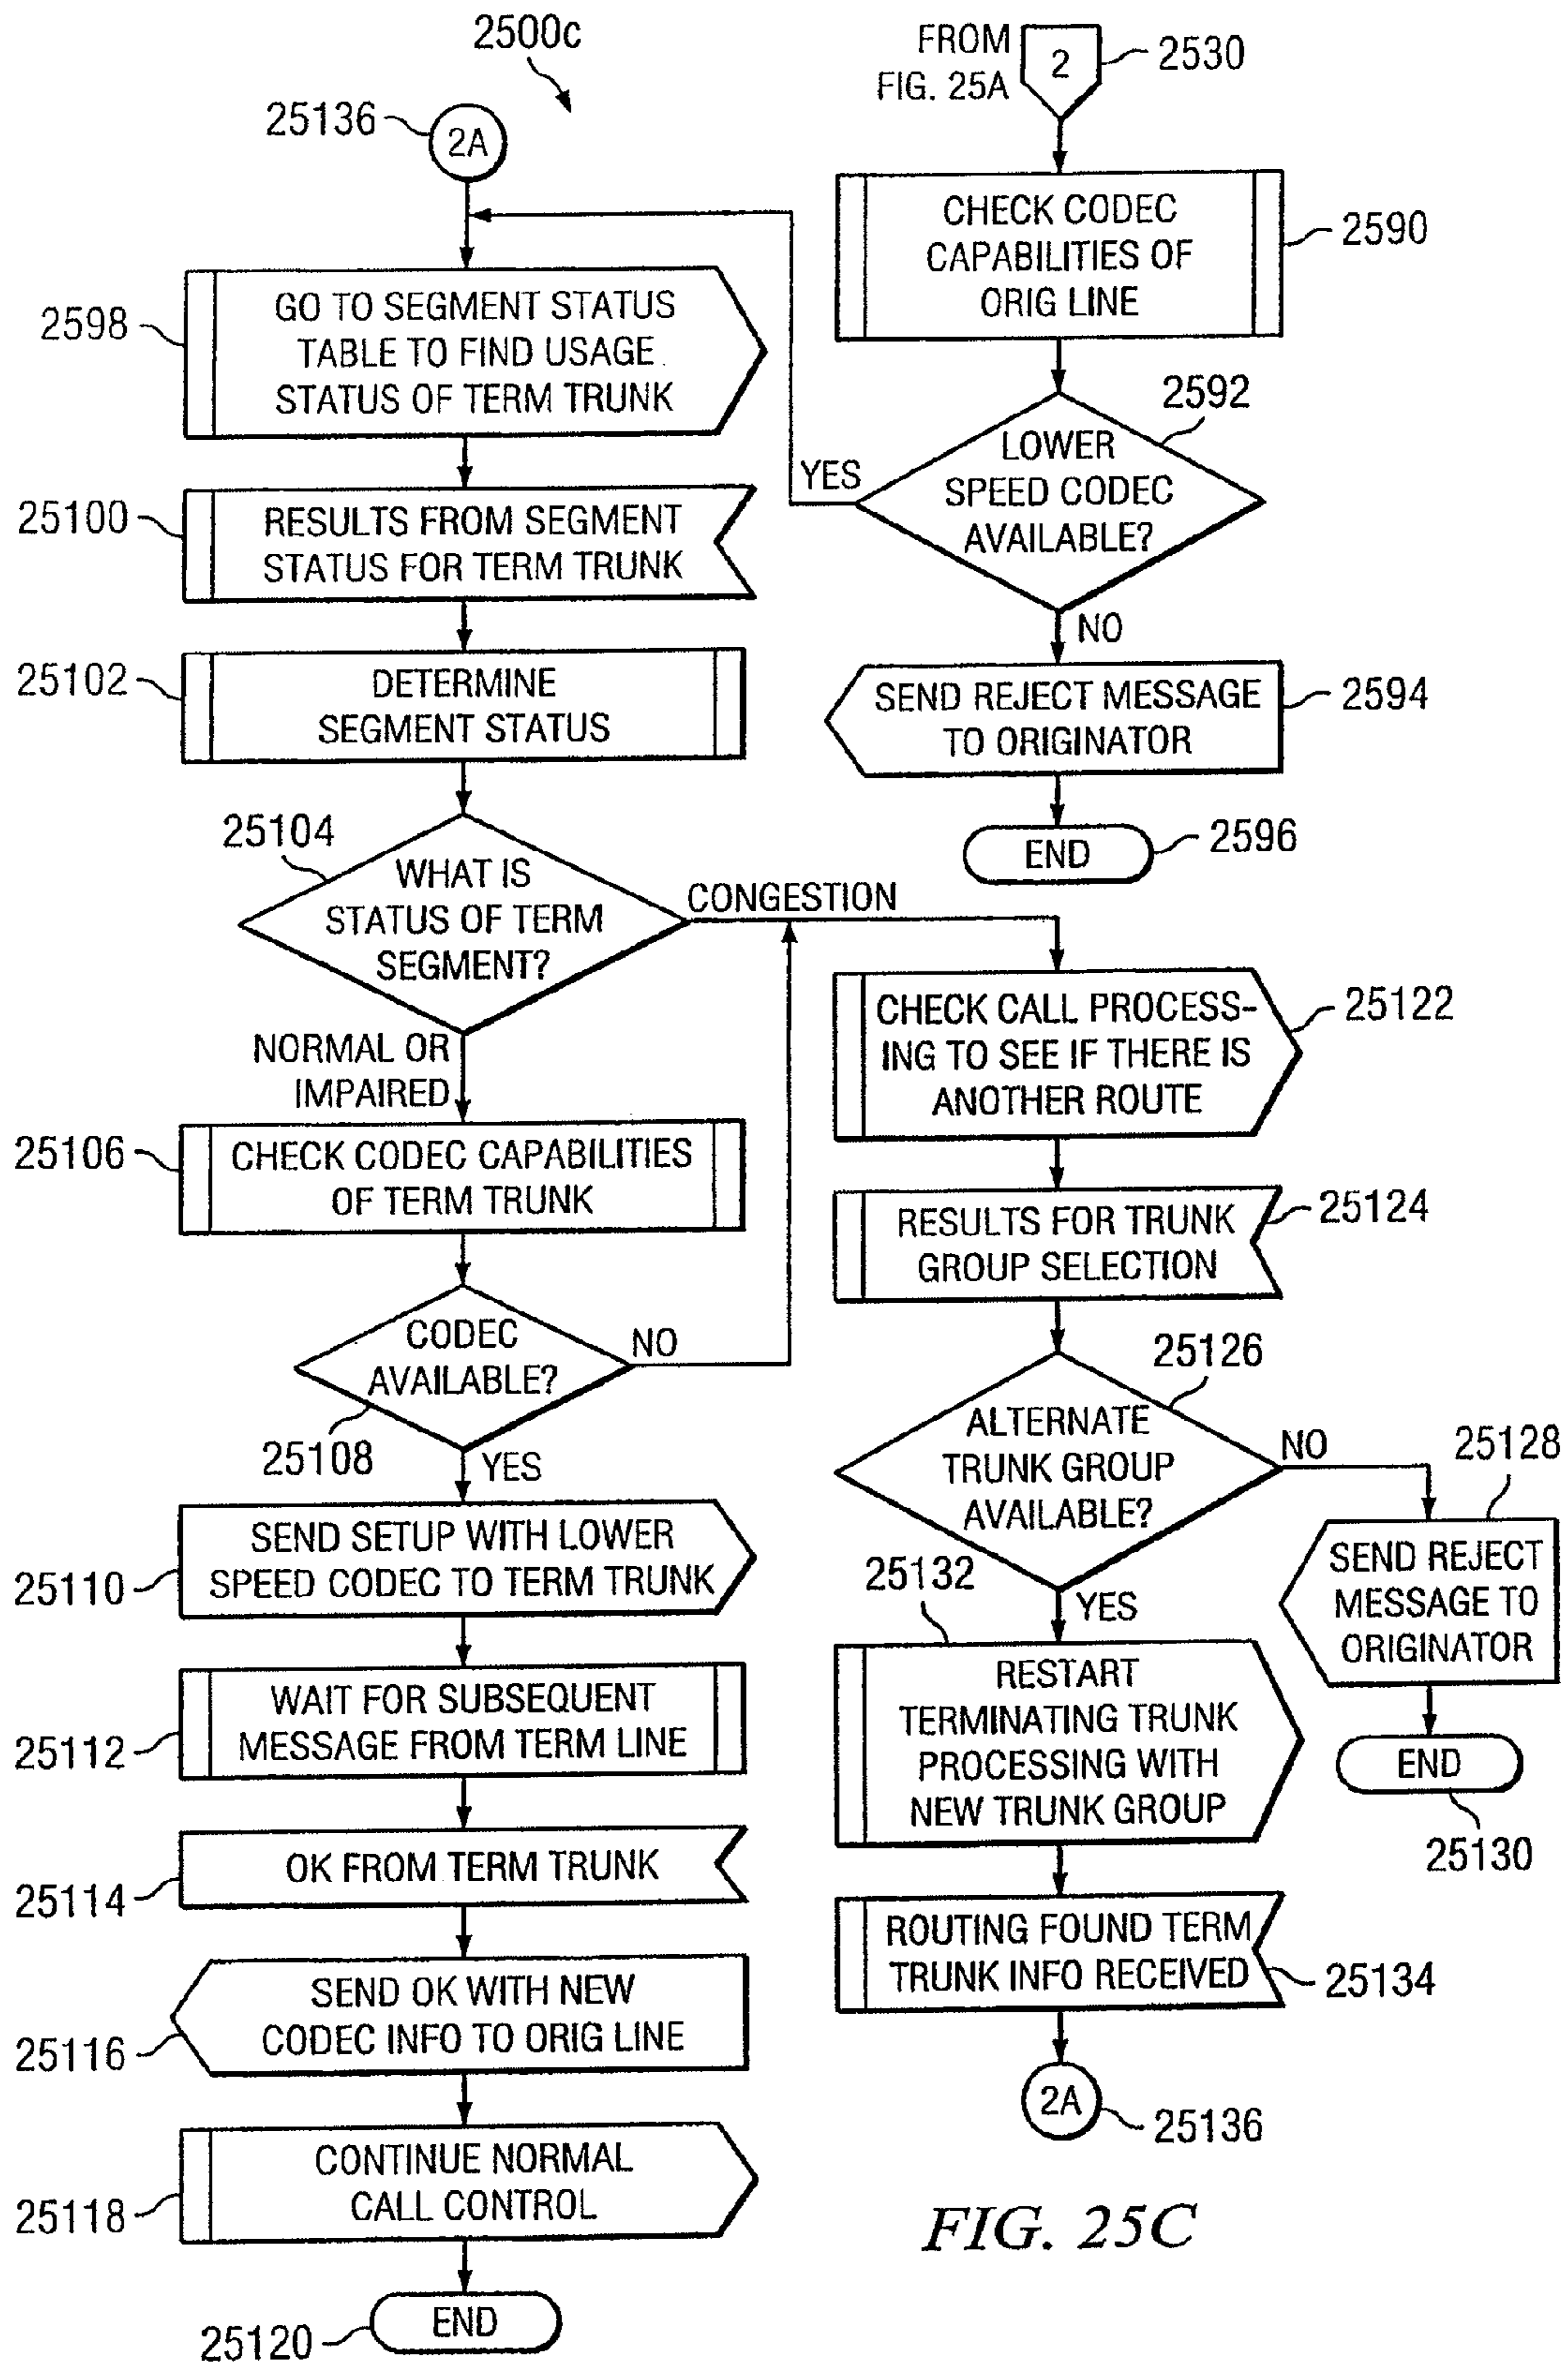 2500c
25136
2A
2598
GO TO SEGMENT STATUS
TABLE TO FIND USAGE
STATUS OF TERM TRUNK
25100
RESULTS FROM SEGMENT
STATUS FOR TERM TRUNK
25102
DETERMINE
SEGMENT STATUS
25104
WHAT IS
STATUS OF TERM
SEGMENT?
CONGESTION
NORMAL OR
IMPAIRED
25106
CHECK CODEC CAPABILITIES
OF TERM TRUNK
CODEC
AVAILABLE?
NO
25108
YES
25110
SEND SETUP WITH LOWER
SPEED CODEC TO TERM TRUNK
25112
WAIT FOR SUBSEQUENT
MESSAGE FROM TERM LINE
25114
OK FROM TERM TRUNK
25116
SEND OK WITH NEW
CODEC INFO TO ORIG LINE
25118
CONTINUE NORMAL
CALL CONTROL
25120
END
FROM
FIG. 25A
2
2530
CHECK CODEC
CAPABILITIES OF
ORIG LINE
2590
2592
LOWER
SPEED CODEC
AVAILABLE?
YES
NO
SEND REJECT MESSAGE
TO ORIGINATOR
2594
END
2596
CHECK CALL PROCESS-
ING TO SEE IF THERE IS
ANOTHER ROUTE
25122
RESULTS FOR TRUNK
GROUP SELECTION
25124
25126
ALTERNATE
TRUNK GROUP
AVAILABLE?
NO
25128
SEND REJECT
MESSAGE TO
ORIGINATOR
END
25130
YES
25132
RESTART
TERMINATING TRUNK
PROCESSING WITH
NEW TRUNK GROUP
ROUTING FOUND TERM
TRUNK INFO RECEIVED
25134
2A
25136
FIG. 25C